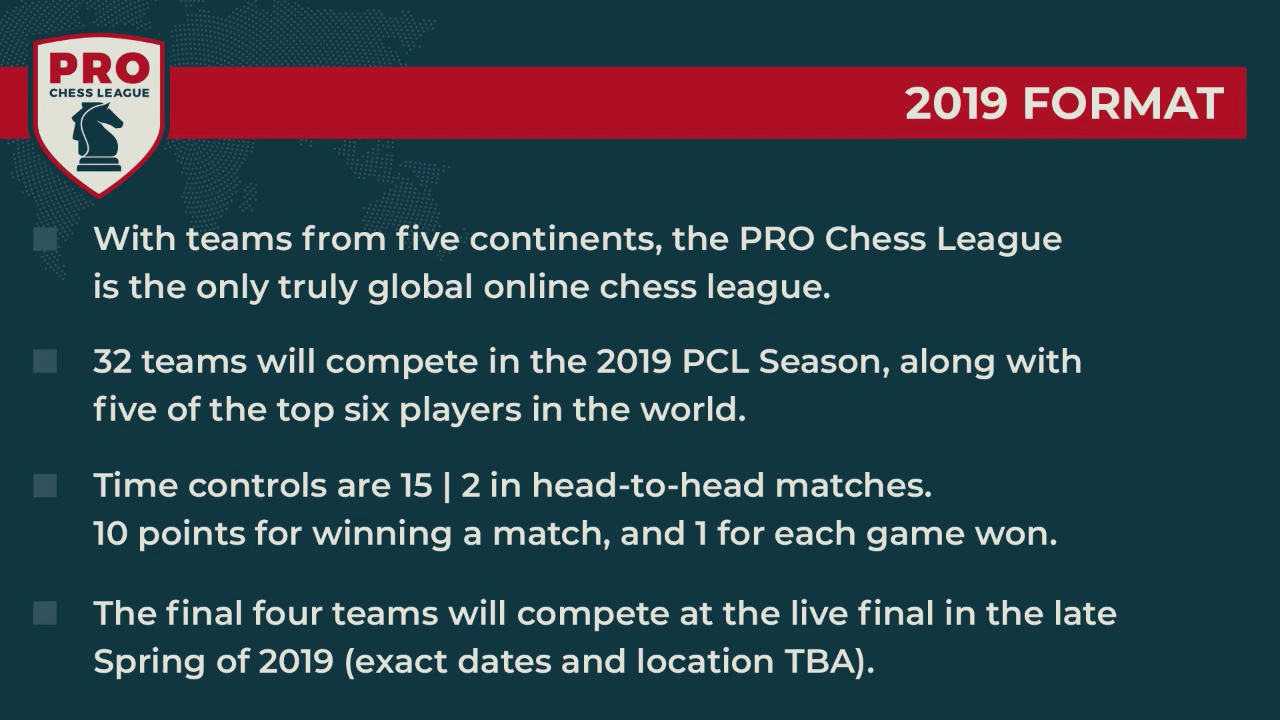 PRO
CHESS LEAGUE
2019 FORMAT
With teams from five continents, the PRO Chess League
is the only truly global online chess league.
32 teams will compete in the 2019 PCL Season, along with
five of the top six players in the world.
Time controls are 15 | 2 in head-to-head matches.
10 points for winning a match, and 1 for each game won.
The final four teams will compete at the live final in the late
Spring of 2019 (exact dates and location TBA).